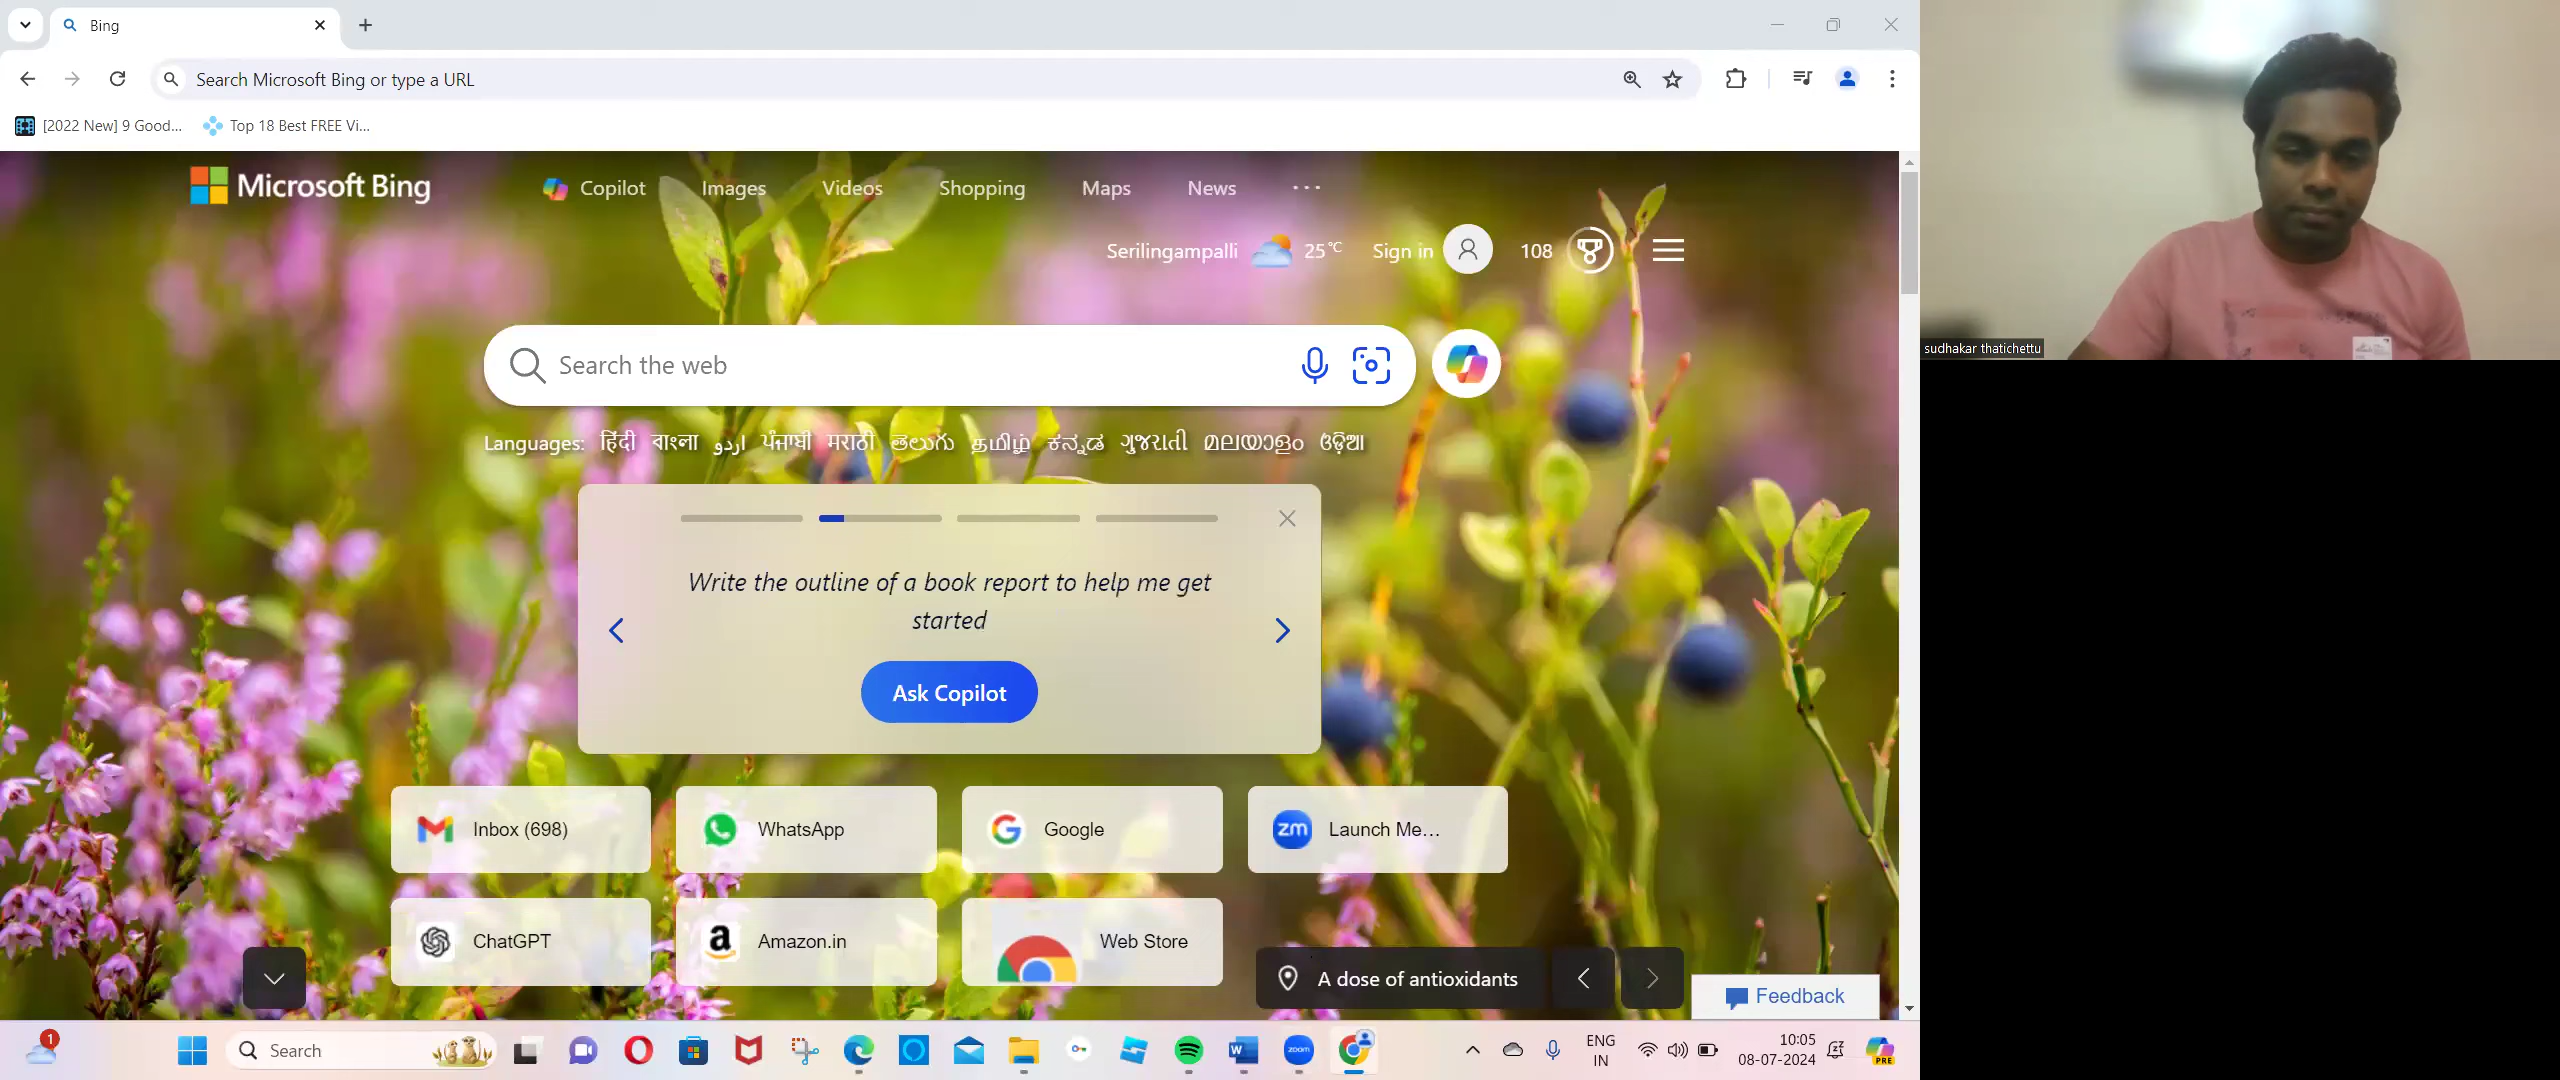 Bing
Search Microsoft Bing or type a URL
[2022 New] 9 Good...
Top 18 Best FREE Vi...
Microsoft Bing
Copilot
Images
Videos
Shopping
Maps
News
Serilingampalli
25°C
Sign in
108
Search the web
Languages: हिंदी বাংলা اردو ਪੰਜਾਬੀ मराठी తెలుగు தமிழ் ಕನ್ನಡ ગુજરાતી മലയാളം ଓଡ଼ିଆ
Write the outline of a book report to help me get
started
Ask Copilot
Inbox (698)
WhatsApp
Google
zm Launch Me...
ChatGPT
Amazon.in
Web Store
A dose of antioxidants
Feedback
sudhakar thatichettu
1
Search
zoom
ENG
IN
10:05
08-07-2024
PRE